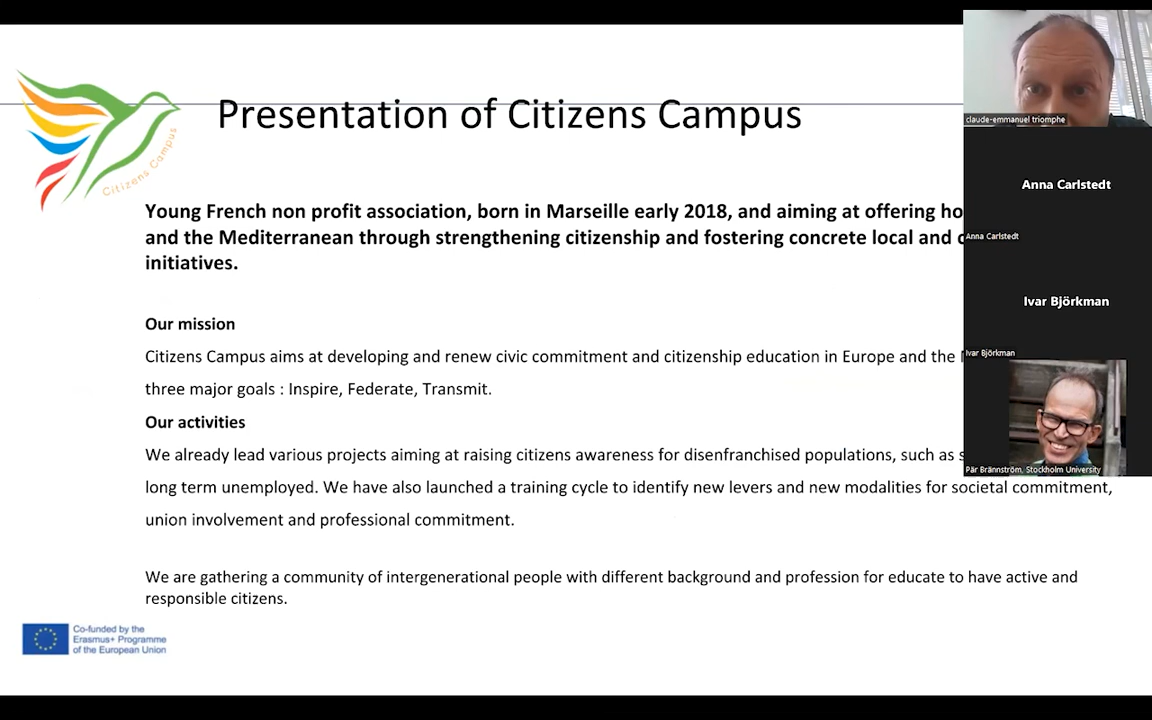 Presentation of Citizens Campus
Citizens Campus
Young French non profit association, born in Marseille early 2018, and aiming at offering
and the Mediterranean through strengthening citizenship and fostering concrete local and
initiatives.
Our mission
Citizens Campus aims at developing and renew civic commitment and citizenship education in Europe and the
three major goals : Inspire, Federate, Transmit.
Our activities
We already lead various projects aiming at raising citizens awareness for disenfranchised populations, such as
long term unemployed. We have also launched a training cycle to identify new levers and new modalities for societal commitment,
union involvement and professional commitment.
We are gathering a community of intergenerational people with different background and profession for educate to have active and
responsible citizens.
Co-funded by the
Erasmus+ Programme
of the European Union
claude-emmanuel triomphe
Anna Carlstedt
Anna Carlstedt
Ivar Björkman
Ivar Björkman
Pär Brännström, Stockholm University